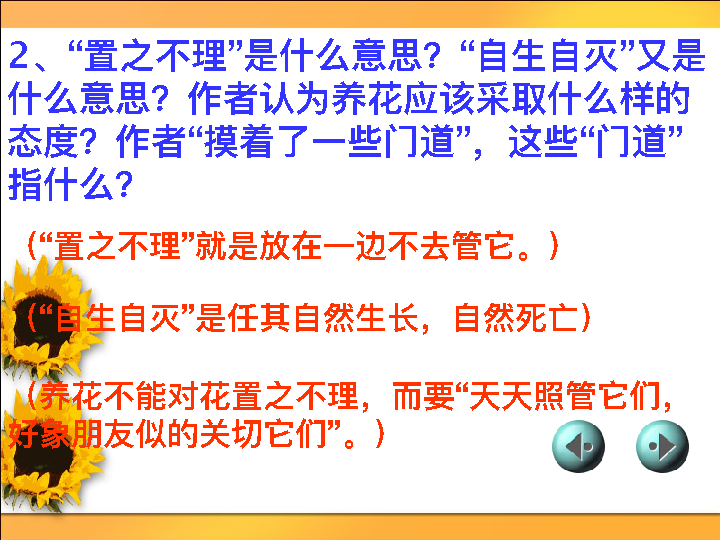 2、“置之不理”是什么意思？“自生自灭”又是
什么意思？作者认为养花应该采取什么样的
态度？作者“摸着了一些门道”，这些“门道”
指什么？
（“置之不理”就是放在一边不去管它。）
（“自生自灭”是任其自然生长，自然死亡）
（养花不能对花置之不理，而要“天天照管它们，
好象朋友似的关切它们”。）